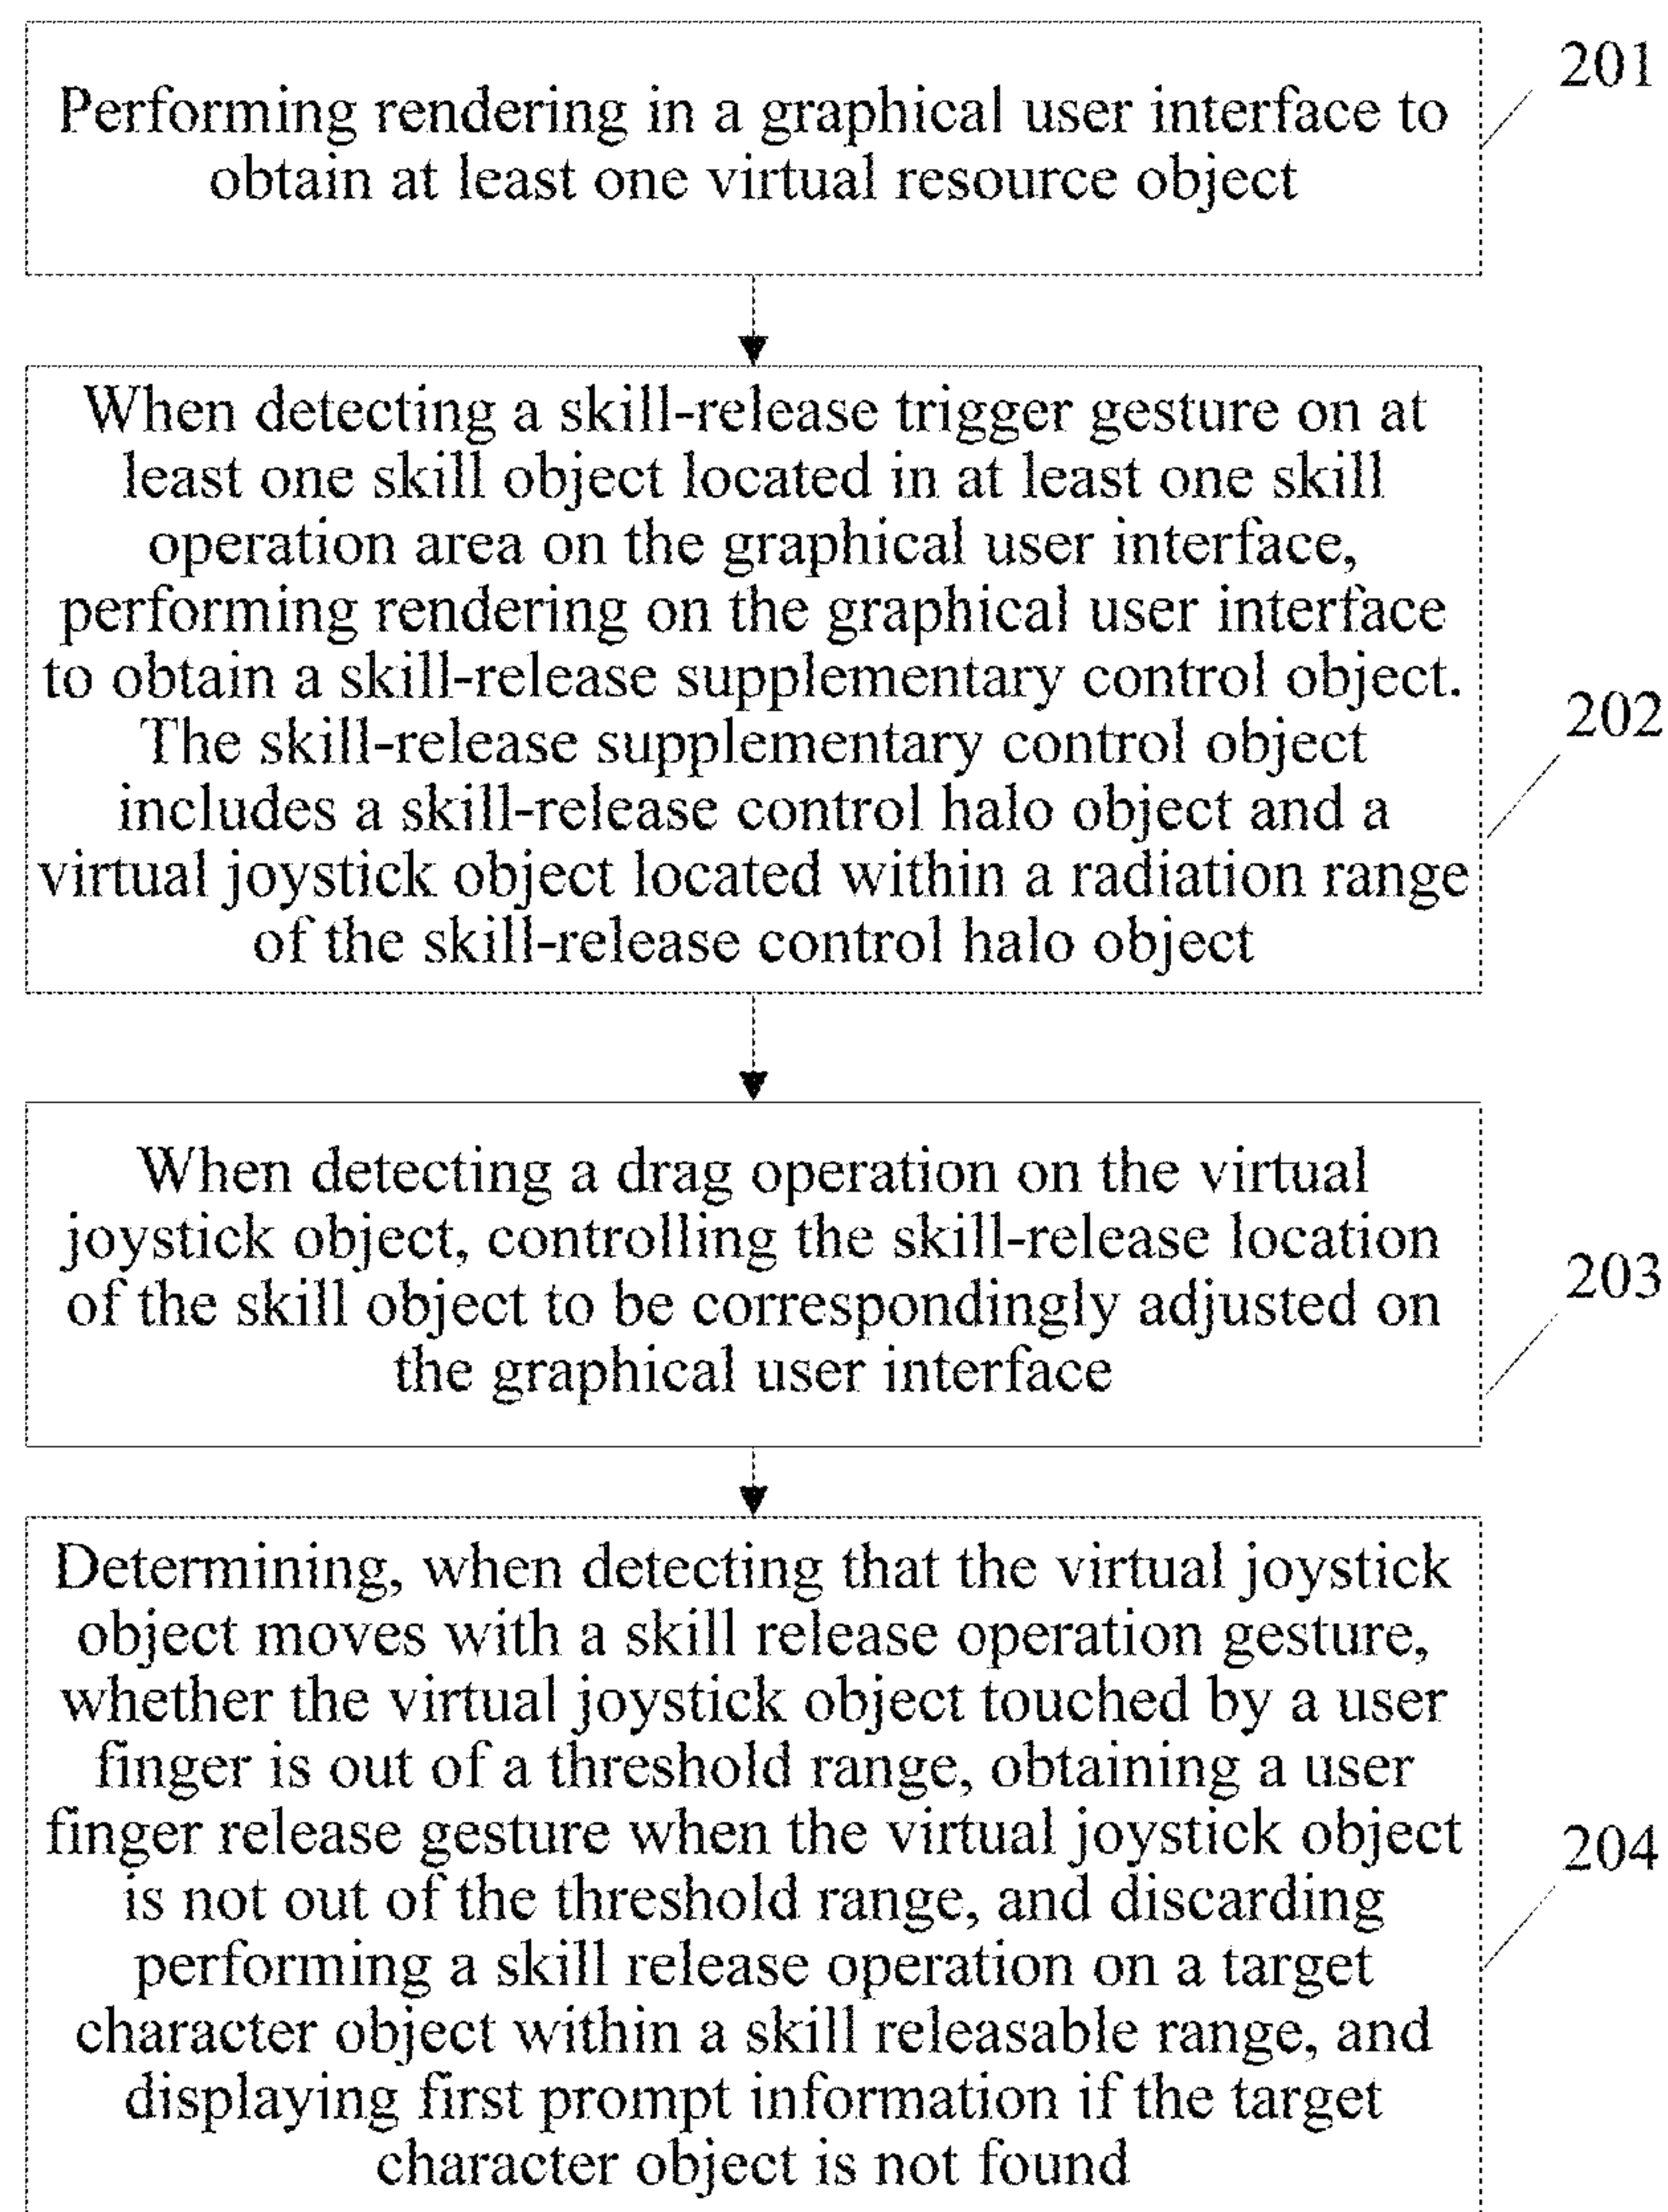 Performing rendering in a graphical user interface to
obtain at least one virtual resource object
201
When detecting a skill-release trigger gesture on at
least one skill object located in at least one skill
operation area on the graphical user interface,
performing rendering on the graphical user interface
to obtain a skill-release supplementary control object.
The skill-release supplementary control object
includes a skill-release control halo object and a
virtual joystick object located within a radiation range
of the skill-release control halo object
202
When detecting a drag operation on the virtual
joystick object, controlling the skill-release location
of the skill object to be correspondingly adjusted on
the graphical user interface
203
Determining, when detecting that the virtual joystick
object moves with a skill release operation gesture,
whether the virtual joystick object touched by a user
finger is out of a threshold range, obtaining a user
finger release gesture when the virtual joystick object
is not out of the threshold range, and discarding
performing a skill release operation on a target
character object within a skill releasable range, and
displaying first prompt information if the target
character object is not found
204